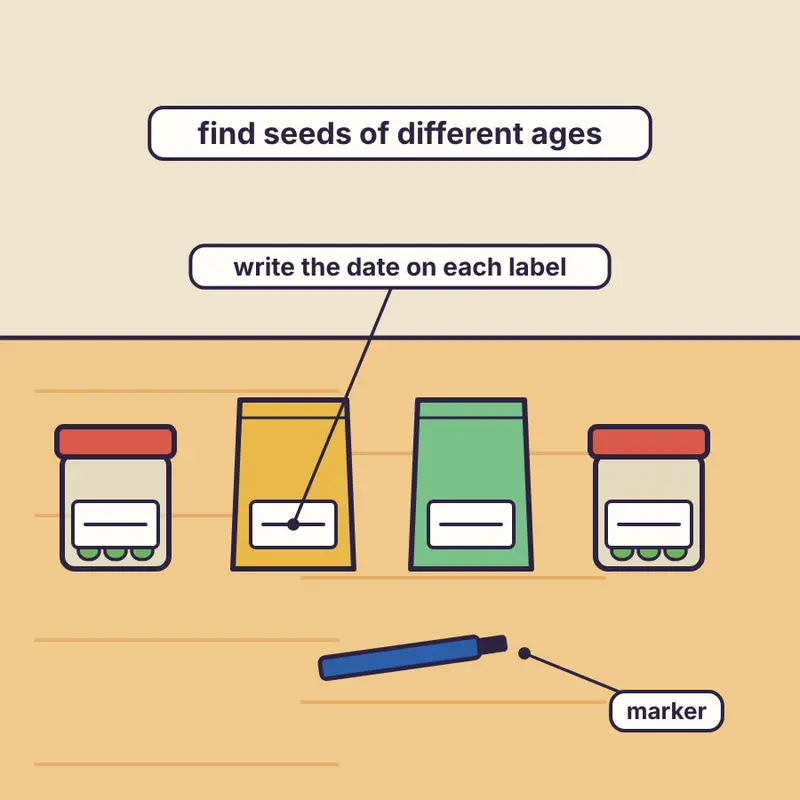 find seeds of different ages
write the date on each label
marker